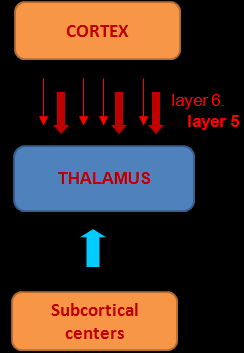 CORTEX
layer 6.
layer 5
THALAMUS
Subcortical
centers